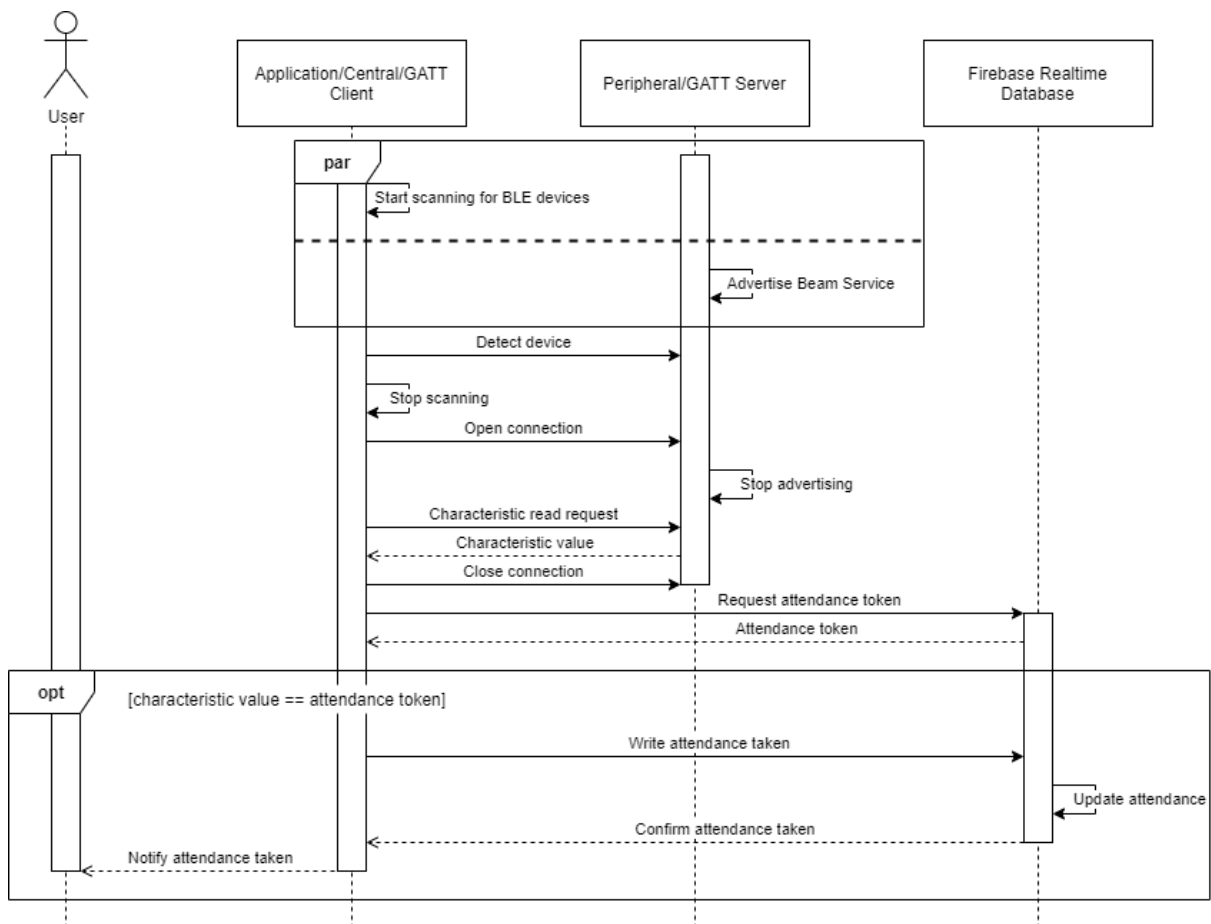 User
Application/Central/GATT
Client
Peripheral/GATT Server
Firebase Realtime
Database
par
Start scanning for BLE devices
Advertise Beam Service
Detect device
Stop scanning
Open connection
Stop advertising
Characteristic read request
Characteristic value
Close connection
Request attendance token
Attendance token
opt
[characteristic value == attendance token]
Write attendance taken
Update attendance
Confirm attendance taken
Notify attendance taken